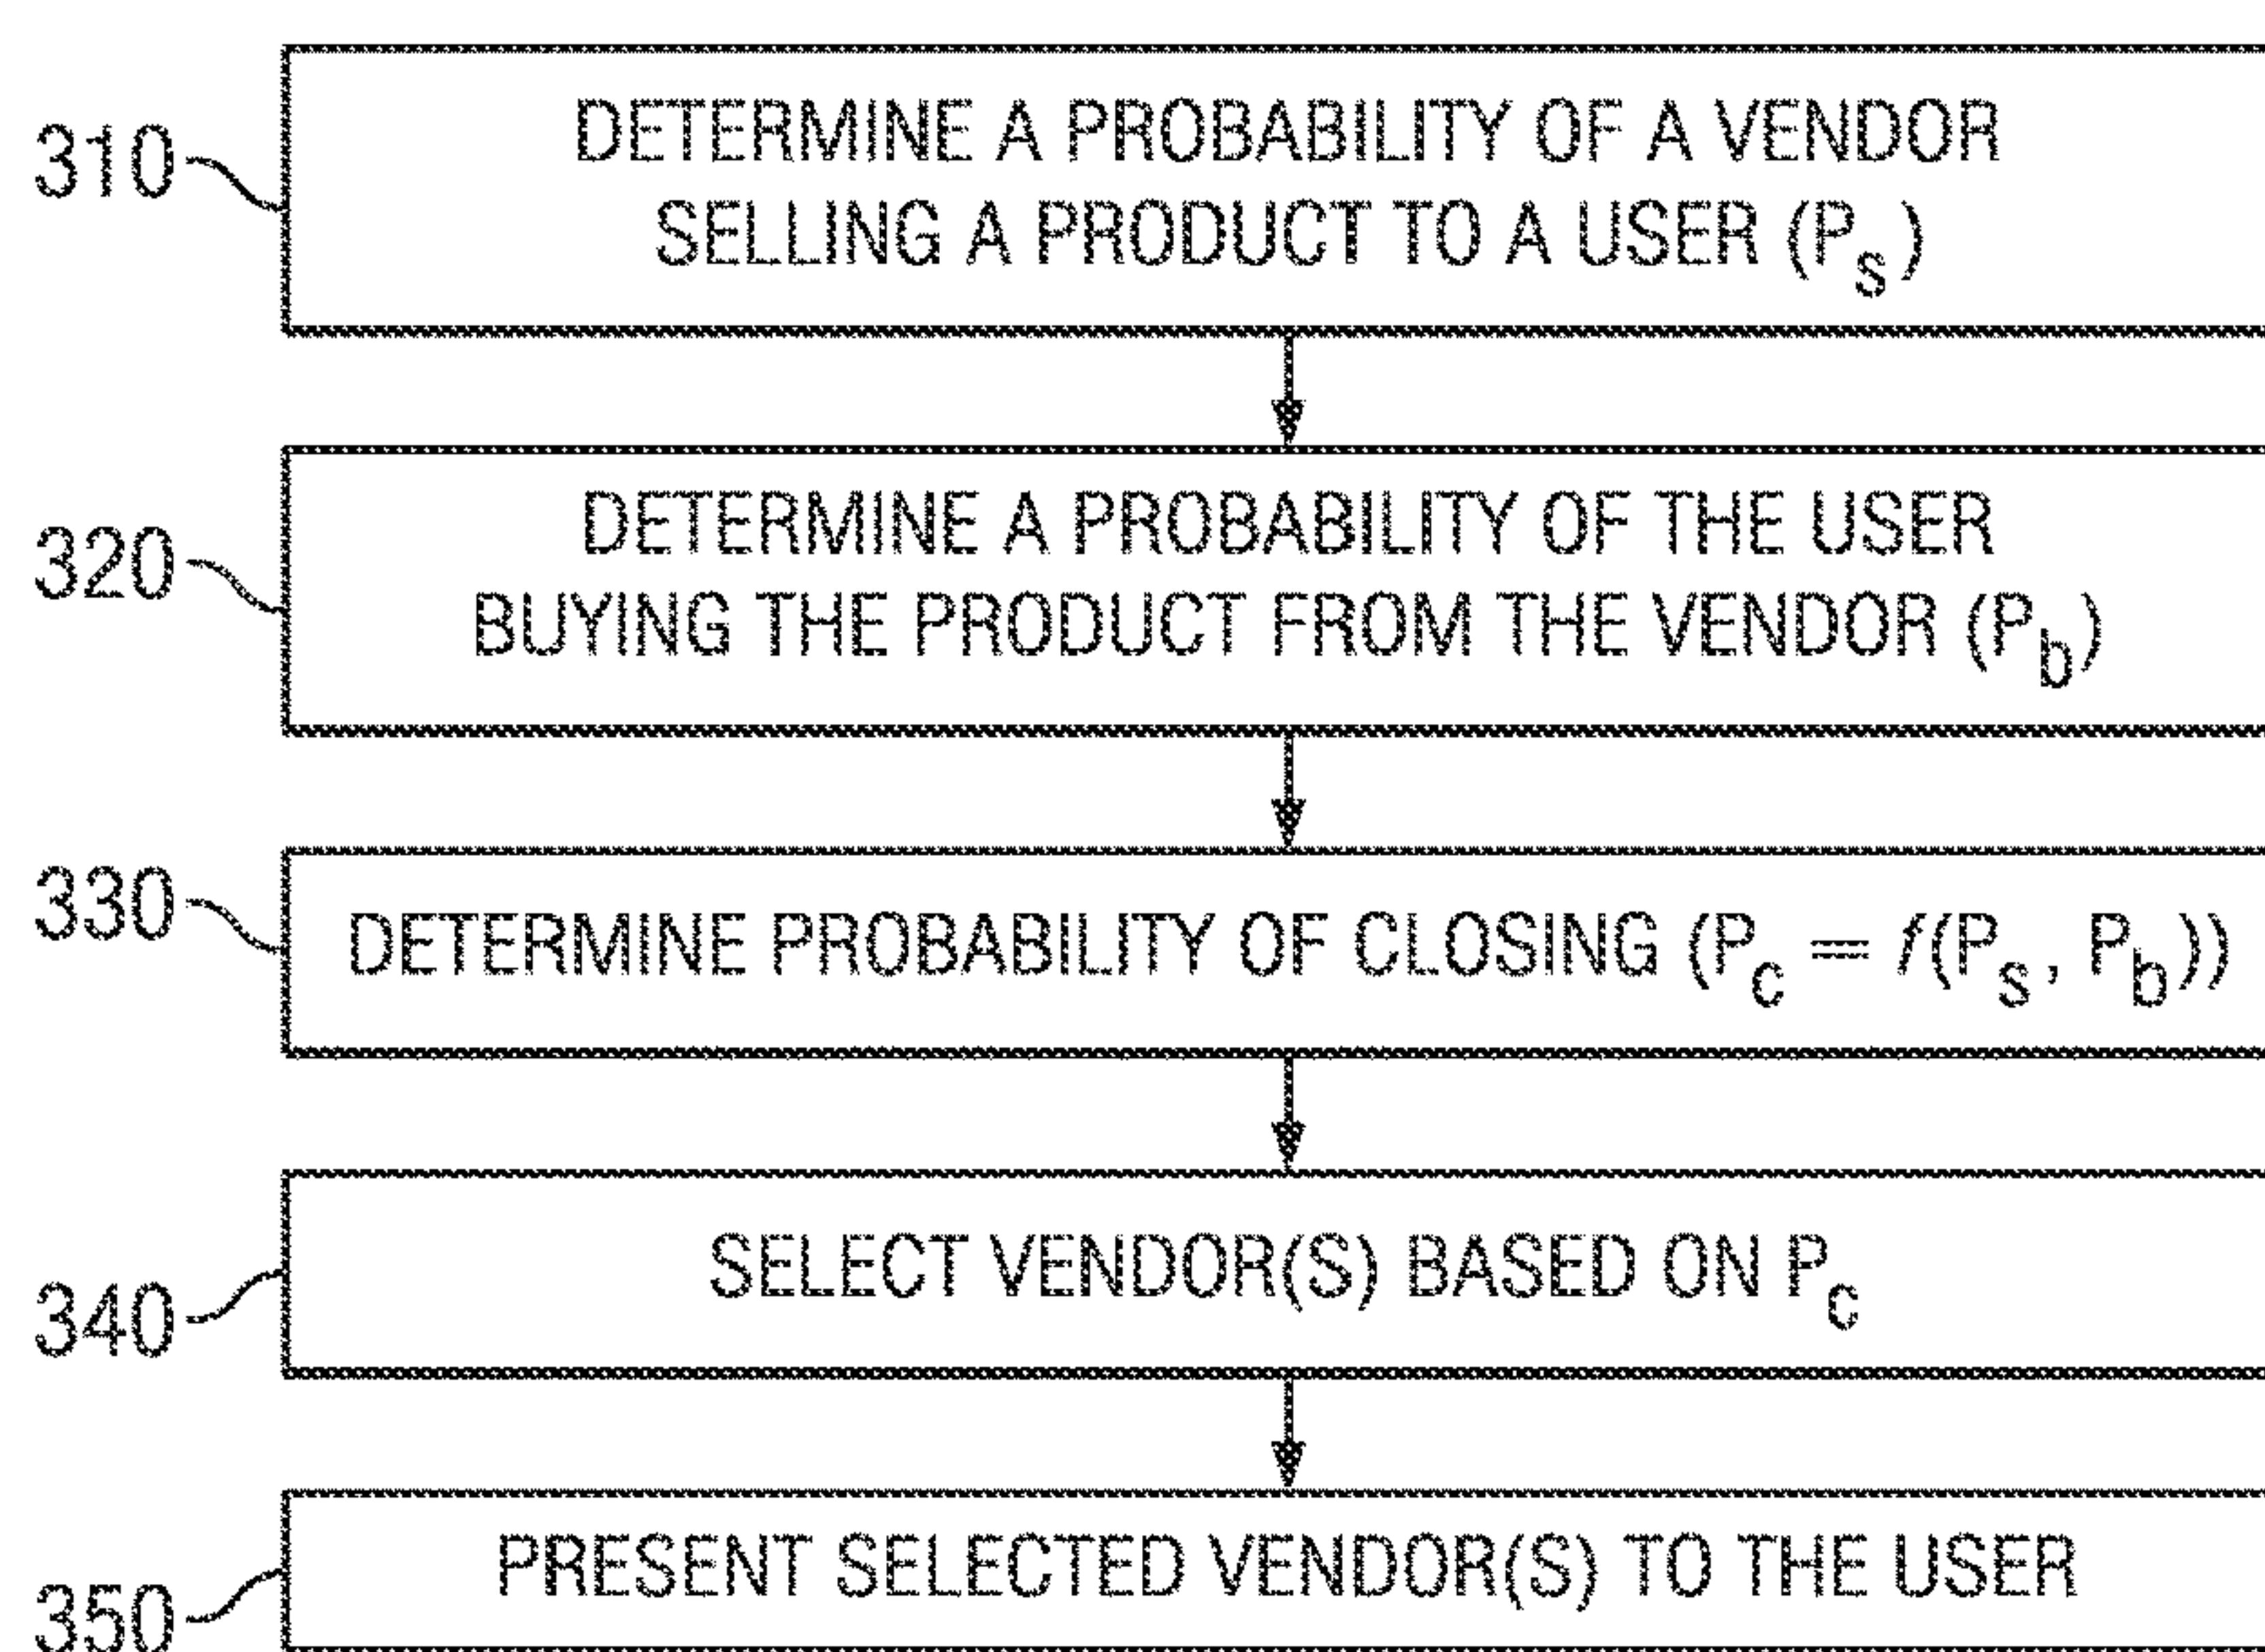 310
DETERMINE A PROBABILITY OF A VENDOR
SELLING A PRODUCT TO A USER (Ps)
320
DETERMINE A PROBABILITY OF THE USER
BUYING THE PRODUCT FROM THE VENDOR (Pb)
330
DETERMINE PROBABILITY OF CLOSING (Pc = f(Ps, Pb))
340
SELECT VENDOR(S) BASED ON Pc
350
PRESENT SELECTED VENDOR(S) TO THE USER